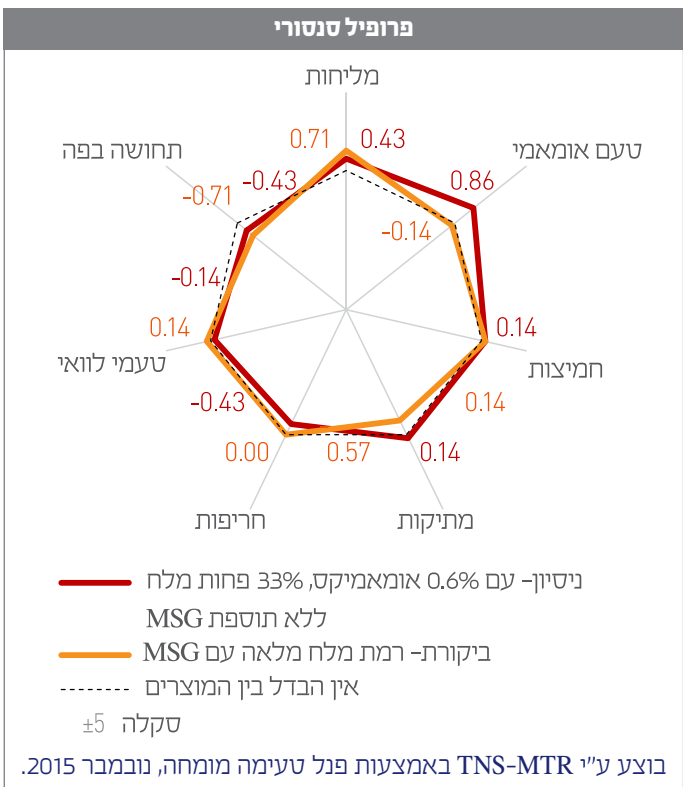 פרופיל סנסורי
מליחות
0.71
0.43
תחושה בפה
טעם אומאמי
-0.43
0.86
-0.71
-0.14
-0.14
0.14
0.14
טעמי לוואי
חמיצות
-0.43
0.14
0.00
0.57
0.14
חריפות
מתיקות
ניסיון- עם 0.6% אומאמיקס, 33% פחות מלח
ללא תוספת MSG
ביקורת- רמת מלח מלאה עם MSG
אין הבדל בין המוצרים
סקלה ±5
בוצע ע"י TNS-MTR באמצעות פנל טעימה מומחה, נובמבר 2015.